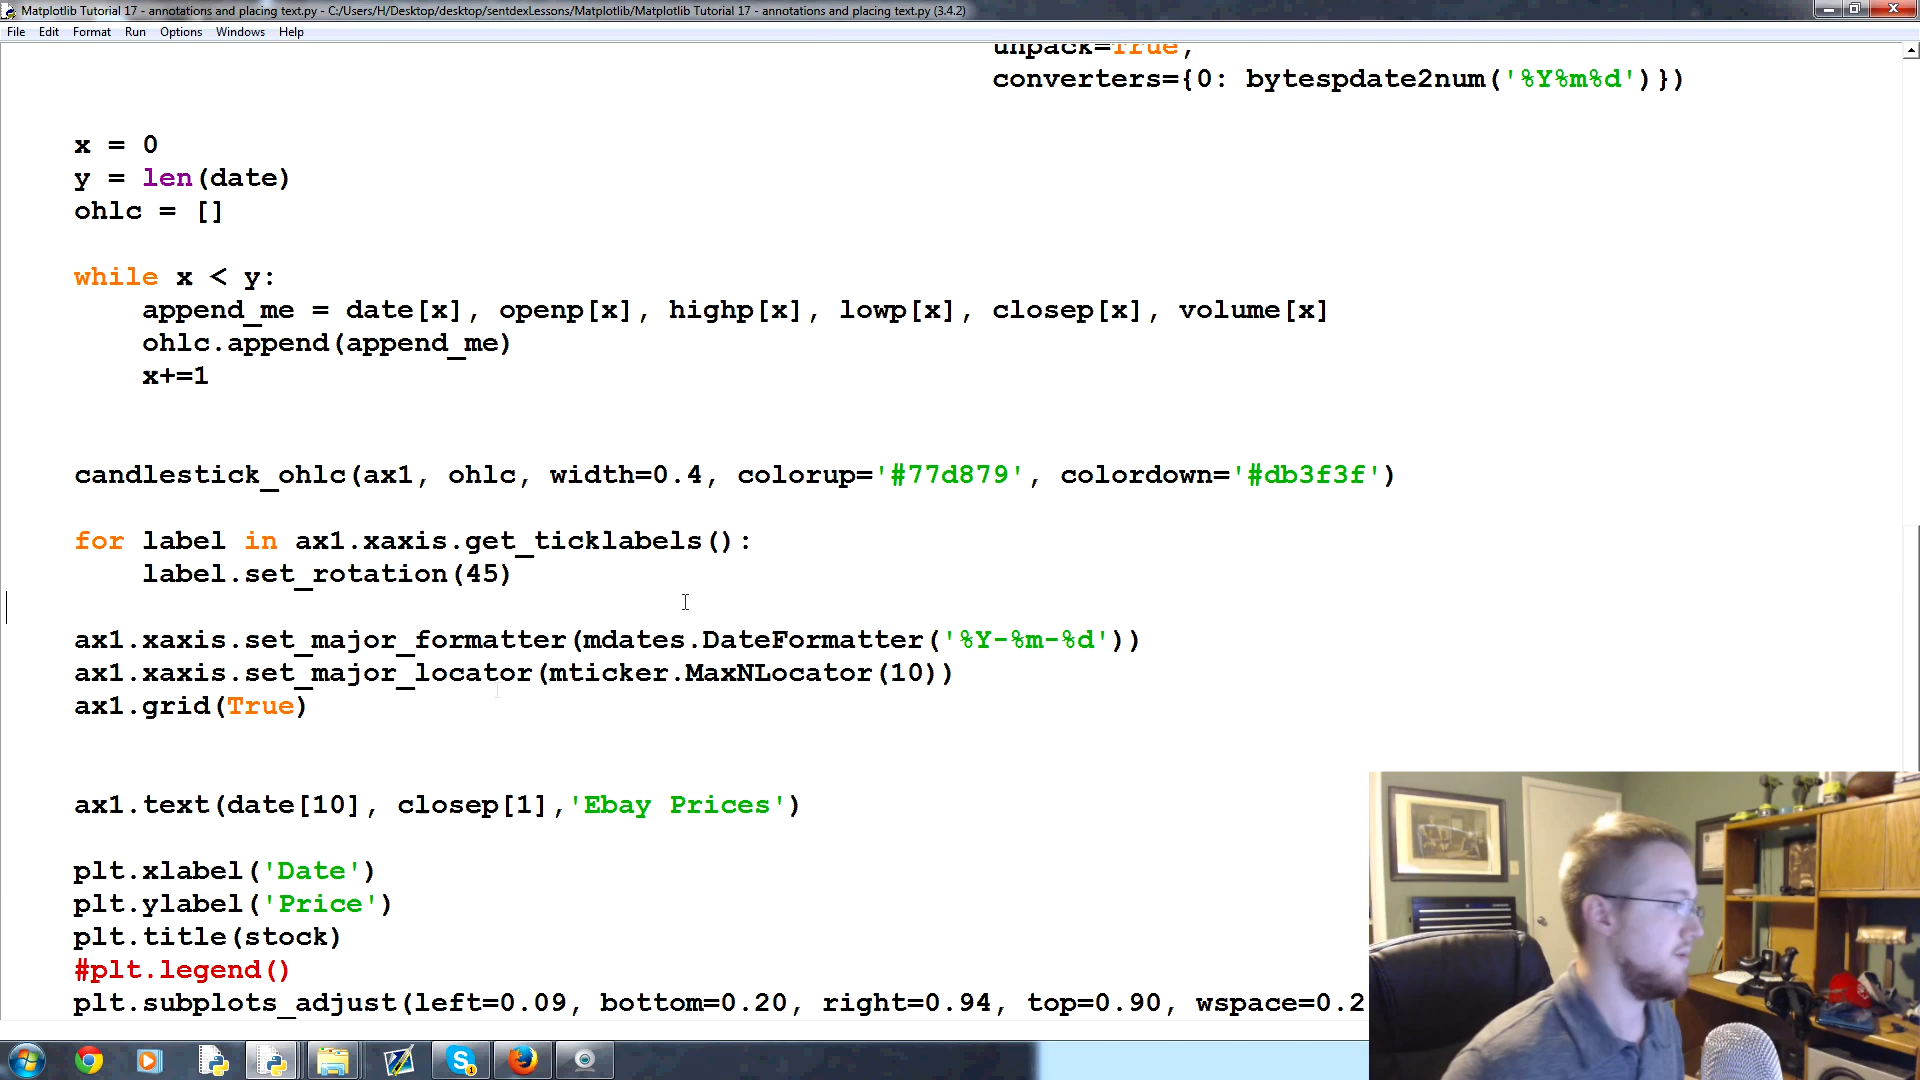 Matplotlib Tutorial 17 - annotations and placing text.py - C:/Users/H/Desktop/desktop/sentdexLessons/Matplotlib/Matplotlib Tutorial 17 - annotations and placing text.py (3.4.2)
File Edit Format Run Options Windows Help
unpack=True,
converters={0: bytespdate2num('%Y%m%d')})
x = 0
y = len(date)
ohlc = []
while x < y:
append_me = date[x], openp[x], highp[x], lowp[x], closep[x], volume[x]
ohlc.append(append_me)
x+=1
candlestick_ohlc(ax1, ohlc, width=0.4, colorup='#77d879', colordown='#db3f3f')
for label in ax1.xaxis.get_ticklabels():
label.set_rotation(45)
ax1.xaxis.set_major_formatter(mdates.DateFormatter('%Y-%m-%d'))
ax1.xaxis.set_major_locator(mticker.MaxNLocator(10))
ax1.grid(True)
ax1.text(date[10], closep[1],'Ebay Prices')
plt.xlabel('Date')
plt.ylabel('Price')
plt.title(stock)
#plt.legend()
plt.subplots_adjust(left=0.09, bottom=0.20, right=0.94, top=0.90, wspace=0.2